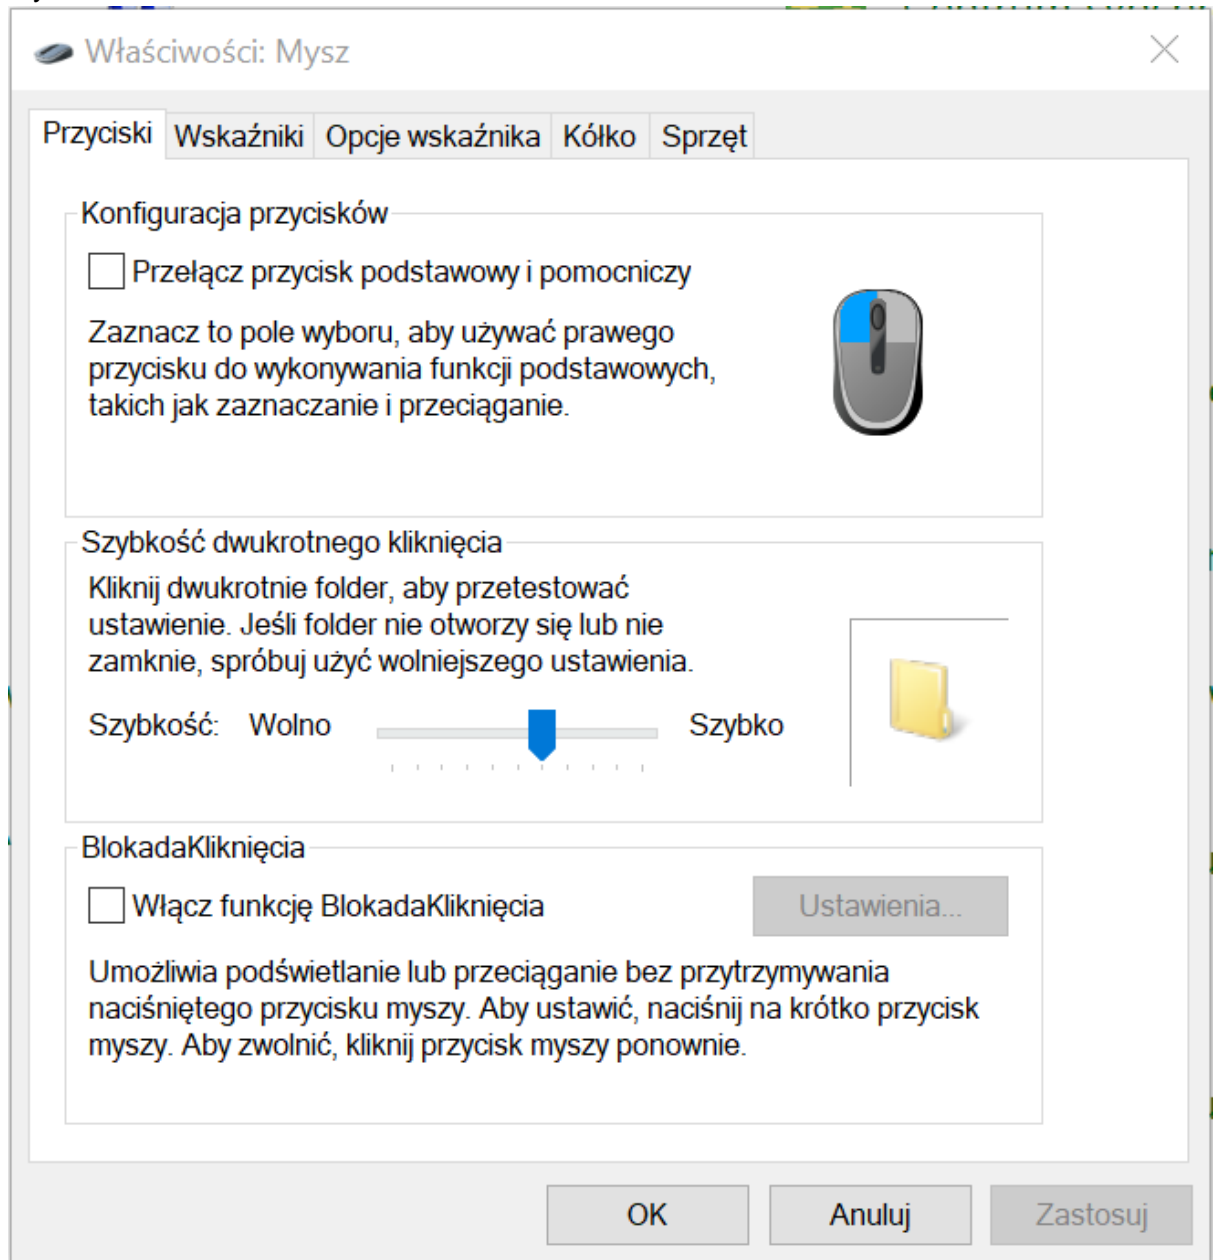 Właściwości: Mysz
Przyciski Wskaźniki Opcje wskaźnika Kółko Sprzęt
Konfiguracja przycisków
Przełącz przycisk podstawowy i pomocniczy
Zaznacz to pole wyboru, aby używać prawego
przycisku do wykonywania funkcji podstawowych,
takich jak zaznaczanie i przeciąganie.
Szybkość dwukrotnego kliknięcia
Kliknij dwukrotnie folder, aby przetestować
ustawienie. Jeśli folder nie otworzy się lub nie
zamknie, spróbuj użyć wolniejszego ustawienia.
Szybkość: Wolno Szybko
BlokadaKliknięcia
Włącz funkcję BlokadaKliknięcia Ustawienia...
Umożliwia podświetlanie lub przeciąganie bez przytrzymywania
naciśniętego przycisku myszy. Aby ustawić, naciśnij na krótko przycisk
myszy. Aby zwolnić, kliknij przycisk myszy ponownie.
OK Anuluj Zastosuj